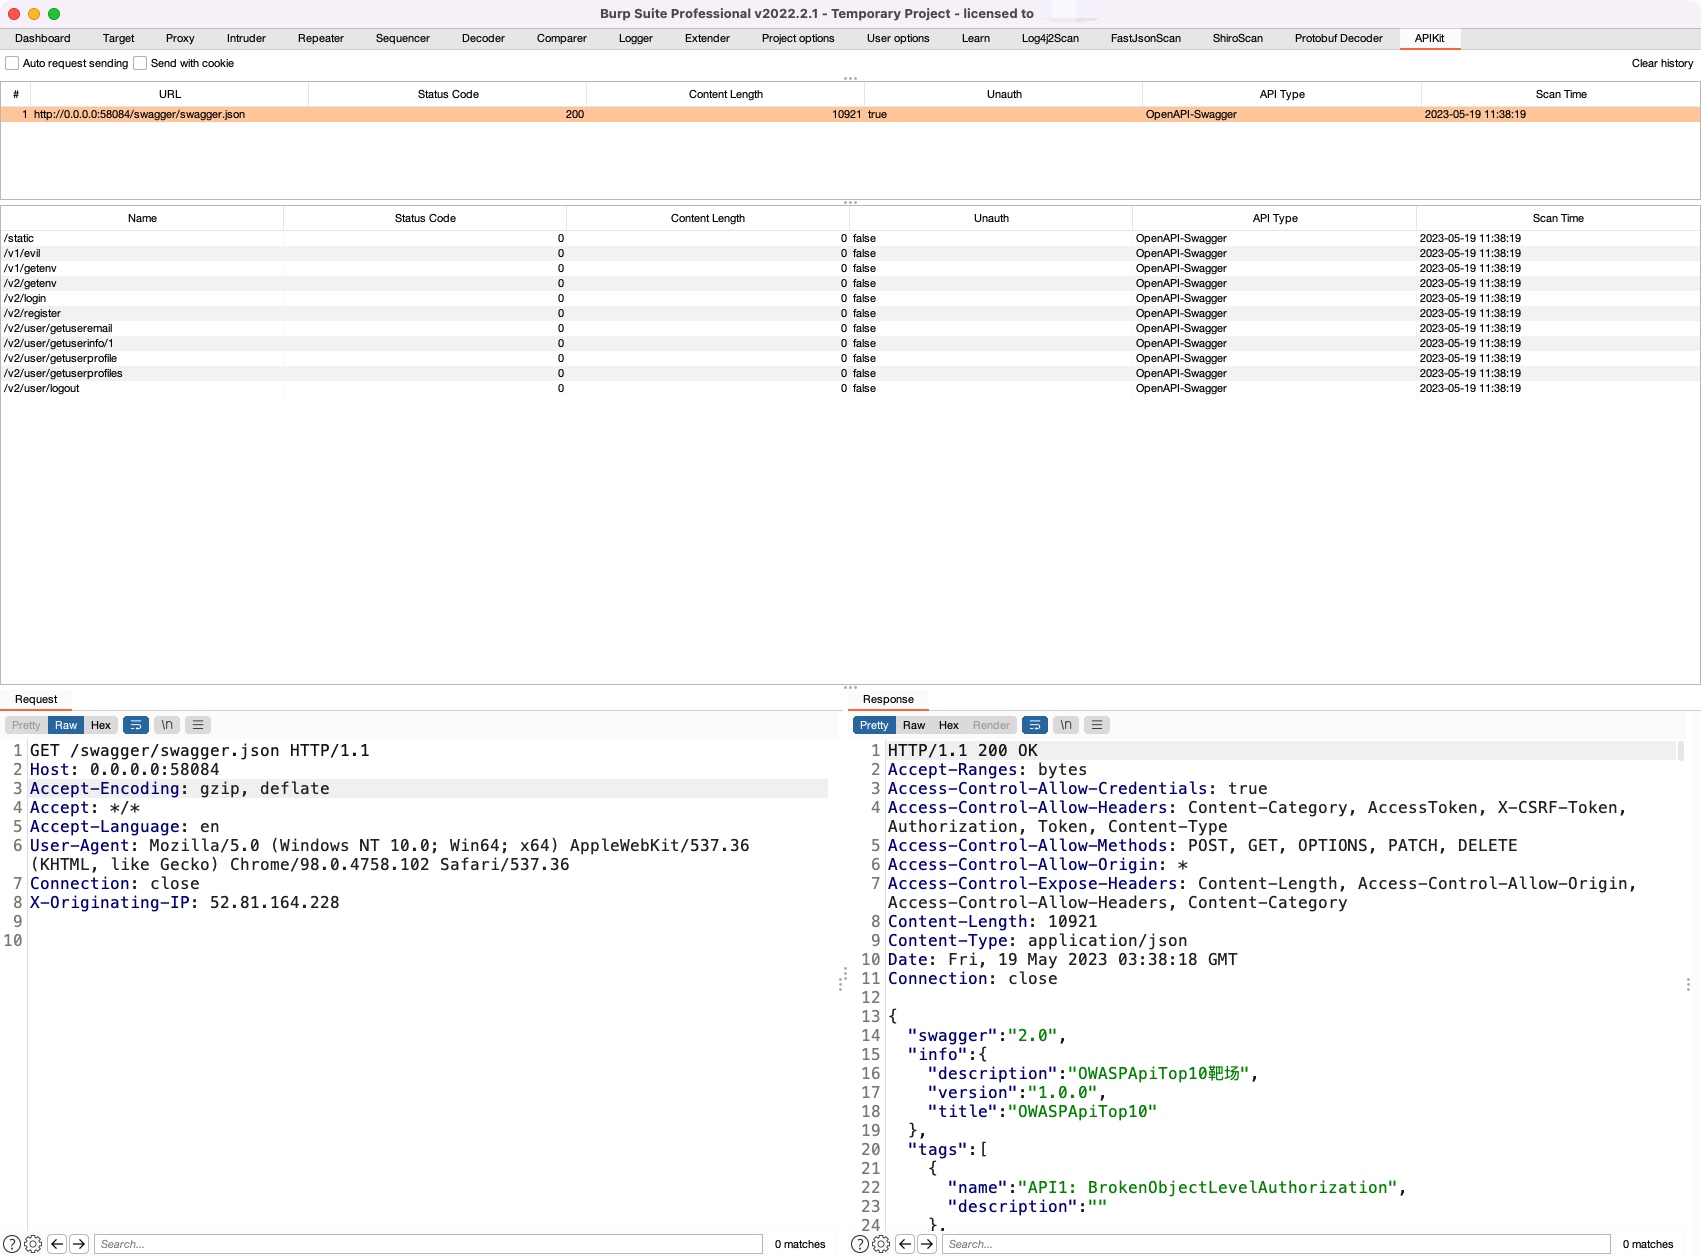 Burp Suite Professional v2022.2.1 - Temporary Project - licensed to
Dashboard Target Proxy Intruder Repeater Sequencer Decoder Comparer Logger Extender Project options User options Learn Log4j2Scan FastJsonScan ShiroScan Protobuf Decoder APIKit
Auto request sending Send with cookie Clear history
# URL Status Code Content Length Unauth API Type Scan Time
1 http://0.0.0.0:58084/swagger/swagger.json 200 10921 true OpenAPI-Swagger 2023-05-19 11:38:19
Name Status Code Content Length Unauth API Type Scan Time
/static 0 0 false OpenAPI-Swagger 2023-05-19 11:38:19
/v1/evil 0 0 false OpenAPI-Swagger 2023-05-19 11:38:19
/v1/getenv 0 0 false OpenAPI-Swagger 2023-05-19 11:38:19
/v2/getenv 0 0 false OpenAPI-Swagger 2023-05-19 11:38:19
/v2/login 0 0 false OpenAPI-Swagger 2023-05-19 11:38:19
/v2/register 0 0 false OpenAPI-Swagger 2023-05-19 11:38:19
/v2/user/getuseremail 0 0 false OpenAPI-Swagger 2023-05-19 11:38:19
/v2/user/getuserinfo/1 0 0 false OpenAPI-Swagger 2023-05-19 11:38:19
/v2/user/getuserprofile 0 0 false OpenAPI-Swagger 2023-05-19 11:38:19
/v2/user/getuserprofiles 0 0 false OpenAPI-Swagger 2023-05-19 11:38:19
/v2/user/logout 0 0 false OpenAPI-Swagger 2023-05-19 11:38:19
Request
Pretty Raw Hex \n
1 GET /swagger/swagger.json HTTP/1.1
2 Host: 0.0.0.0:58084
3 Accept-Encoding: gzip, deflate
4 Accept: */*
5 Accept-Language: en
6 User-Agent: Mozilla/5.0 (Windows NT 10.0; Win64; x64) AppleWebKit/537.36
(KHTML, like Gecko) Chrome/98.0.4758.102 Safari/537.36
7 Connection: close
8 X-Originating-IP: 52.81.164.228
9
10
Search... 0 matches
Response
Pretty Raw Hex Render \n
1 HTTP/1.1 200 OK
2 Accept-Ranges: bytes
3 Access-Control-Allow-Credentials: true
4 Access-Control-Allow-Headers: Content-Category, AccessToken, X-CSRF-Token,
Authorization, Token, Content-Type
5 Access-Control-Allow-Methods: POST, GET, OPTIONS, PATCH, DELETE
6 Access-Control-Allow-Origin: *
7 Access-Control-Expose-Headers: Content-Length, Access-Control-Allow-Origin,
Access-Control-Allow-Headers, Content-Category
8 Content-Length: 10921
9 Content-Type: application/json
10 Date: Fri, 19 May 2023 03:38:18 GMT
11 Connection: close
12
13 {
14 "swagger":"2.0",
15 "info":{
16 "description":"OWASPApiTop10靶场",
17 "version":"1.0.0",
18 "title":"OWASPApiTop10"
19 },
20 "tags":[
21 {
22 "name":"API1: BrokenObjectLevelAuthorization",
23 "description":""
24 },
Search... 0 matches